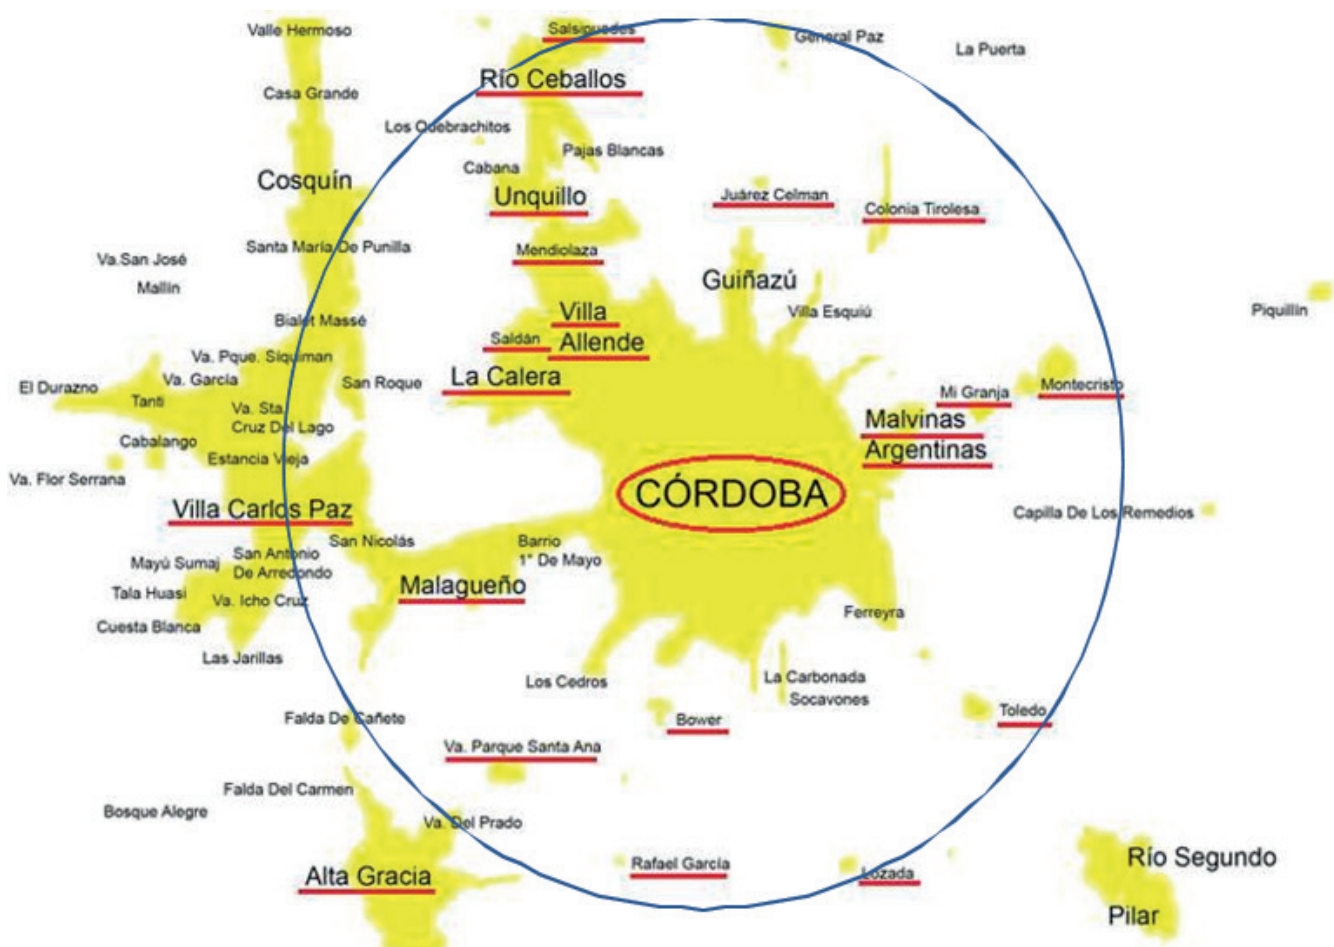 Valle Hermoso
Salsipuedes
General Paz
La Puerta
Río Ceballos
Casa Grande
Los Quebrachitos
Pajas Blancas
Cabana
Cosquín
Unquillo
Juárez Celman
Colonia Tirolesa
Santa María De Punilla
Mendiolaza
Va.San José
Mallín
Guiñazú
Villa Esquiú
Piquillín
Bialet Massé
Villa
Allende
Saldán
Va. Pque. Siquiman
La Calera
El Durazno
Va. García
San Roque
Tanti
Va. Sta.
Cruz Del Lago
Mi Granja
Montecristo
Malvinas
Argentinas
Cabalango
Estancia Vieja
Va. Flor Serrana
CÓRDOBA
Villa Carlos Paz
Capilla De Los Remedios
San Nicolás
Barrio
1° De Mayo
San Antonio
De Arredondo
Mayú Sumaj
Malagueño
Tala Huasi
Va. Icho Cruz
Ferreyra
Cuesta Blanca
Las Jarillas
Los Cedros
La Carbonada
Socavones
Falda De Cañete
Bower
Toledo
Va. Parque Santa Ana
Falda Del Carmen
Bosque Alegre
Va. Del Prado
Rafael García
Lozada
Río Segundo
Alta Gracia
Pilar